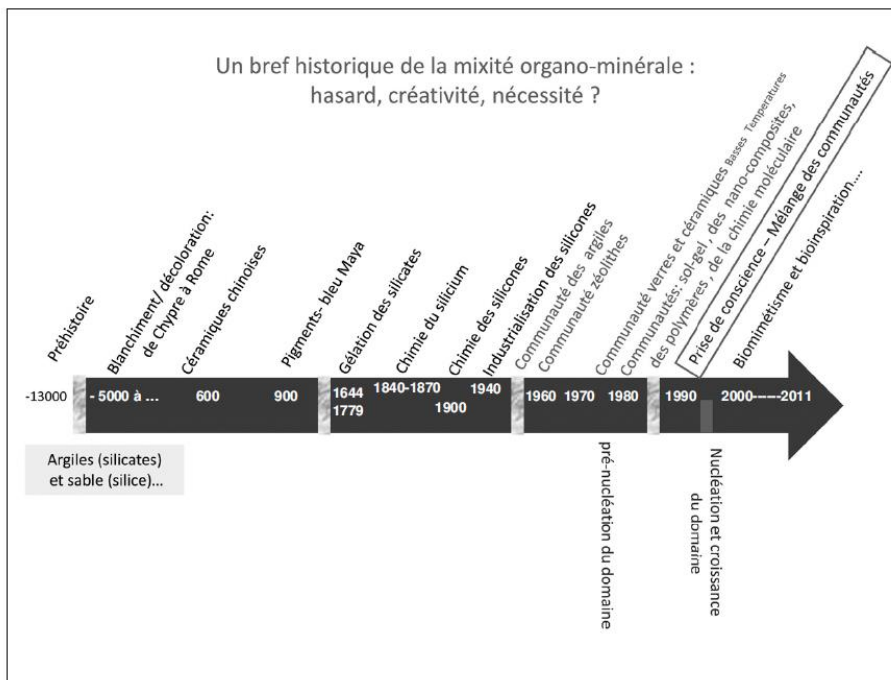 Un bref historique de la mixité organo-minérale :
hasard, créativité, nécessité ?
Préhistoire
Blanchiment/ décoloration:
de Chypre à Rome
Céramiques chinoises
Pigments- bleu Maya
Gélation des silicates
Chimie du silicium
Chimie des silicones
Industrialisation des silicones
Communauté des argiles
Communauté zéolithes
Communauté verres et céramiques Basses Temperatures
Communautés: sol-gel , des nano-composites,
des polymères , de la chimie moléculaire
Prise de conscience – Mélange des communautés
Biomimétisme et bioinspiration....
-13000
- 5000 à ...
600
900
1644
1779
1840-1870
1900
1940
1960
1970
1980
1990
2000------2011
Argiles (silicates)
et sable (silice)...
pré-nucléation du domaine
Nucléation et croissance
du domaine